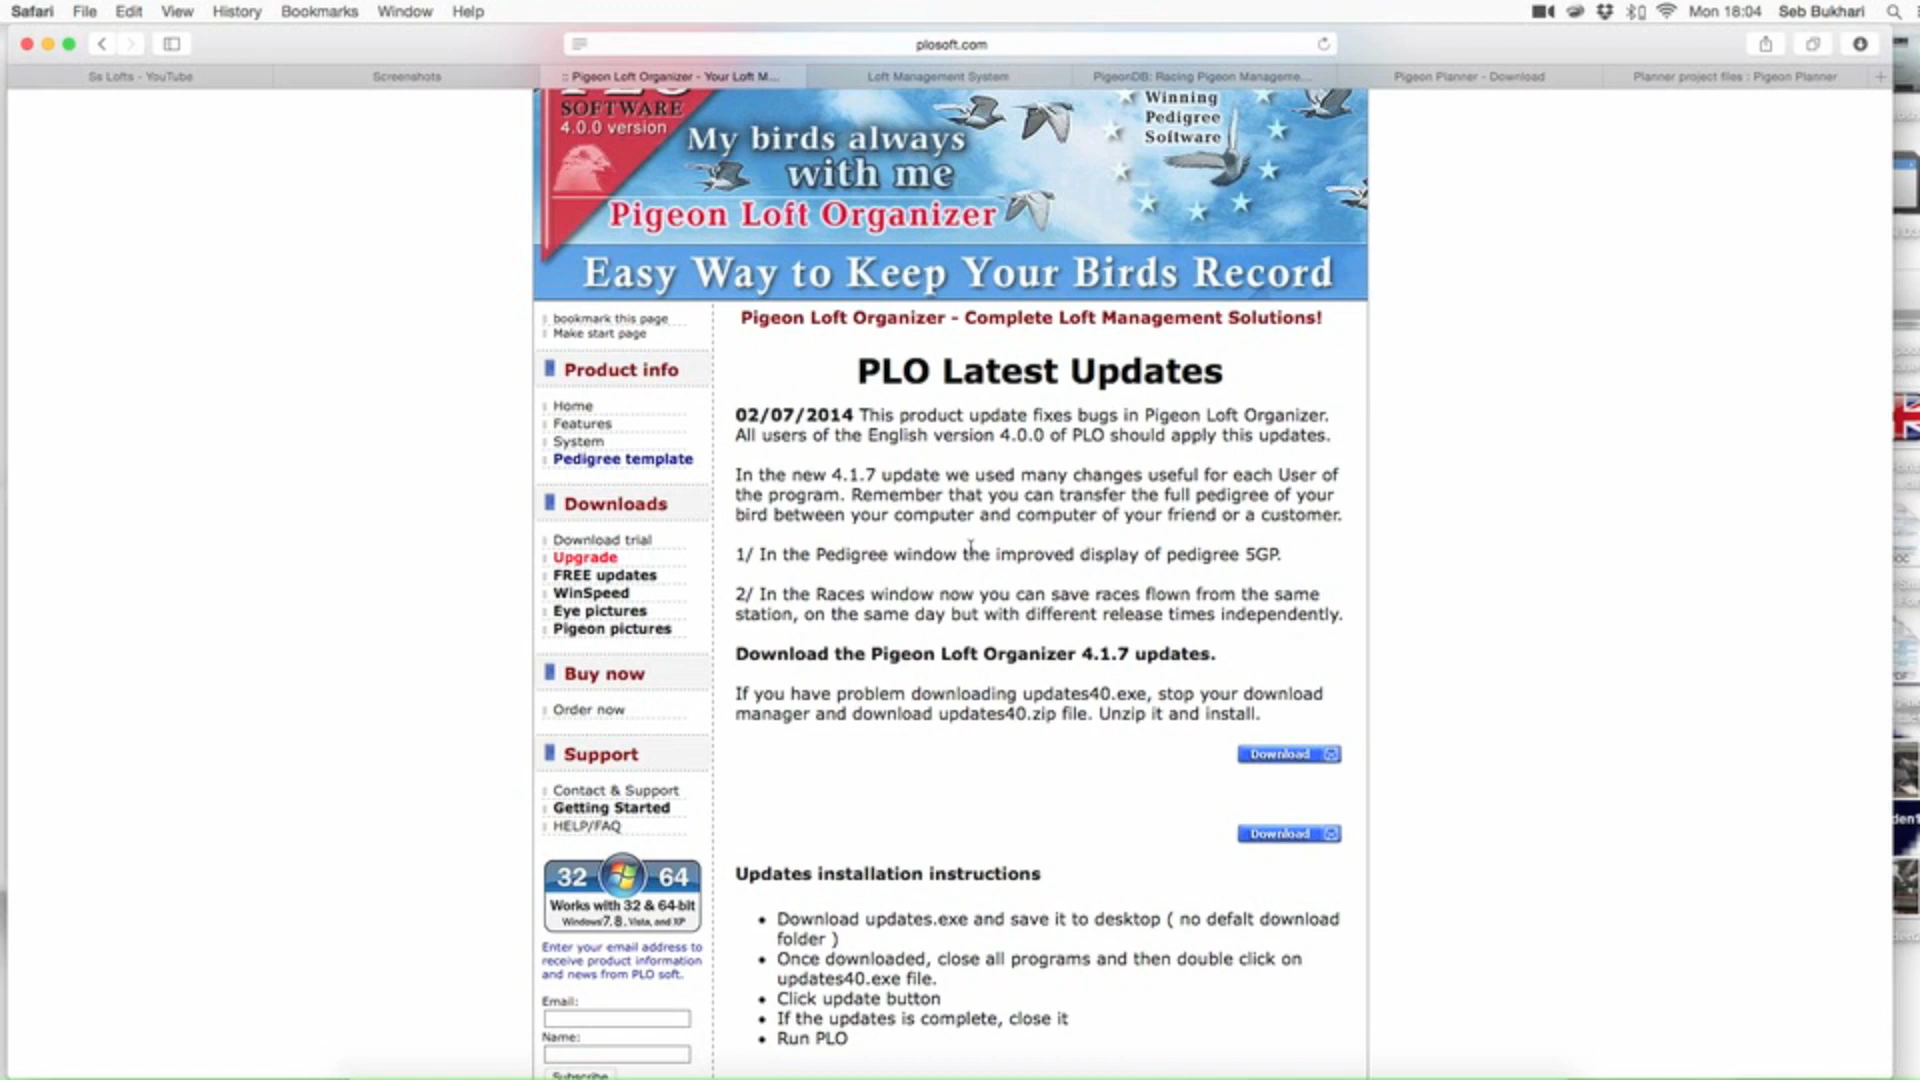 Safari File Edit View History Bookmarks Window Help Mon 18:04 Seb Bukhari
plosoft.com
Ss Lofts - YouTube Screenshots :: Pigeon Loft Organizer - Your Loft M... Loft Management System PigeonDB: Racing Pigeon Manageme... Pigeon Planner - Download Planner project files : Pigeon Planner
SOFTWARE
4.0.0 version
My birds always
with me
Pigeon Loft Organizer
Winning
Pedigree
Software
Easy Way to Keep Your Birds Record
bookmark this page
Make start page
Product info
Home
Features
System
Pedigree template
Downloads
Download trial
Upgrade
FREE updates
WinSpeed
Eye pictures
Pigeon pictures
Buy now
Order now
Support
Contact & Support
Getting Started
HELP/FAQ
32 64
Works with 32 & 64-bit
Windows 7, 8, Vista, and XP
Enter your email address to
receive product information
and news from PLO soft.
Email:
Name:
Subscribe
Pigeon Loft Organizer - Complete Loft Management Solutions!
PLO Latest Updates
02/07/2014 This product update fixes bugs in Pigeon Loft Organizer.
All users of the English version 4.0.0 of PLO should apply this updates.
In the new 4.1.7 update we used many changes useful for each User of
the program. Remember that you can transfer the full pedigree of your
bird between your computer and computer of your friend or a customer.
1/ In the Pedigree window the improved display of pedigree 5GP.
2/ In the Races window now you can save races flown from the same
station, on the same day but with different release times independently.
Download the Pigeon Loft Organizer 4.1.7 updates.
If you have problem downloading updates40.exe, stop your download
manager and download updates40.zip file. Unzip it and install.
Download
Download
Updates installation instructions
• Download updates.exe and save it to desktop ( no defalt download
folder )
• Once downloaded, close all programs and then double click on
updates40.exe file.
• Click update button
• If the updates is complete, close it
• Run PLO